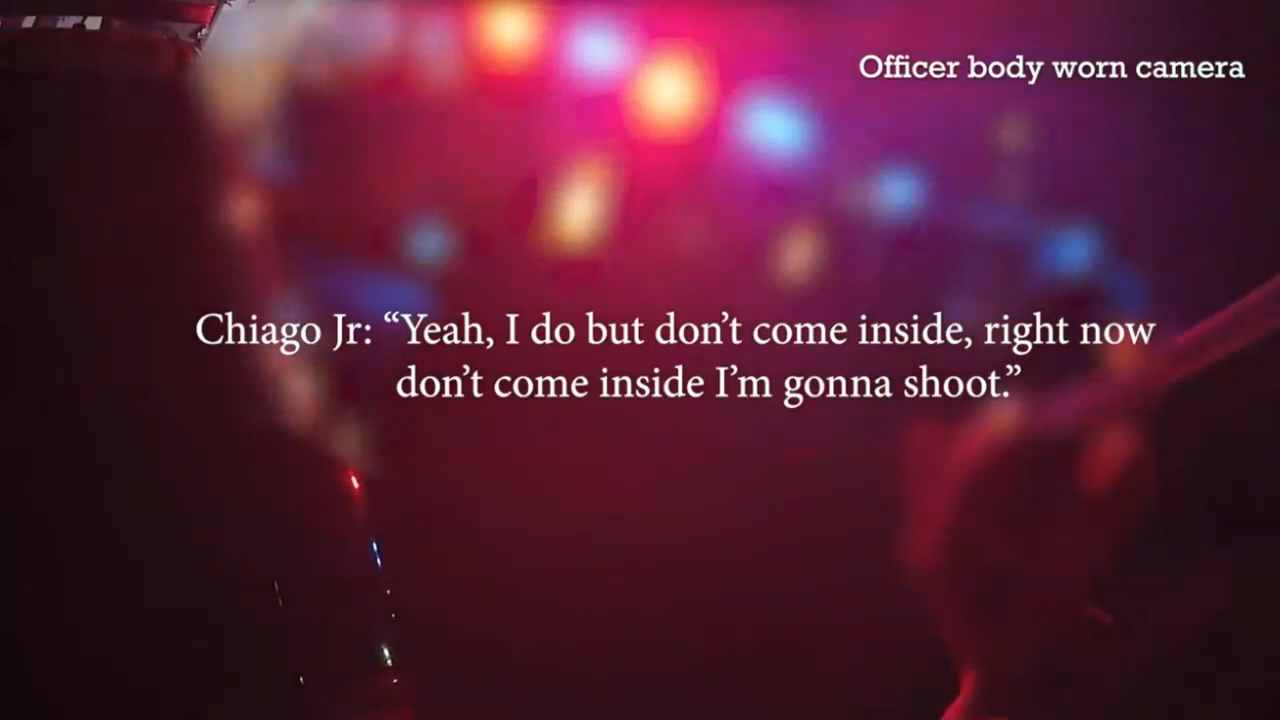 Officer body worn camera
Chiago Jr: “Yeah, I do but don’t come inside, right now
don’t come inside I’m gonna shoot.”